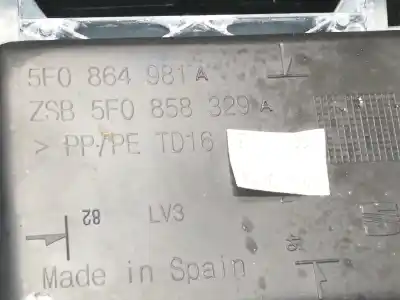 5F0 864 981 A
ZSB 5F0 858 329 A
> PP/PE TD16
82 LV3
Made in Spain